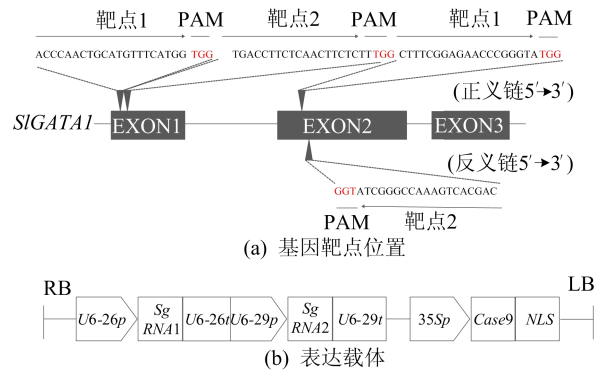 靶点1 PAM 靶点2 PAM 靶点1 PAM
ACCCAACTGCATGTTTCATGG TGG TGACCTTCTCAACTTCTCTT TGG CTTTCGGAGAACCCGGGTA TGG
(正义链5′→3′)
SlGATA1 EXON1 EXON2 EXON3
(反义链5′→3′)
GGTATCGGGCCAAAGTCACGAC
PAM 靶点2
(a) 基因靶点位置
RB LB
U6-26p Sg RNA1 U6-26t U6-29p Sg RNA2 U6-29t 35Sp Case9 NLS
(b) 表达载体